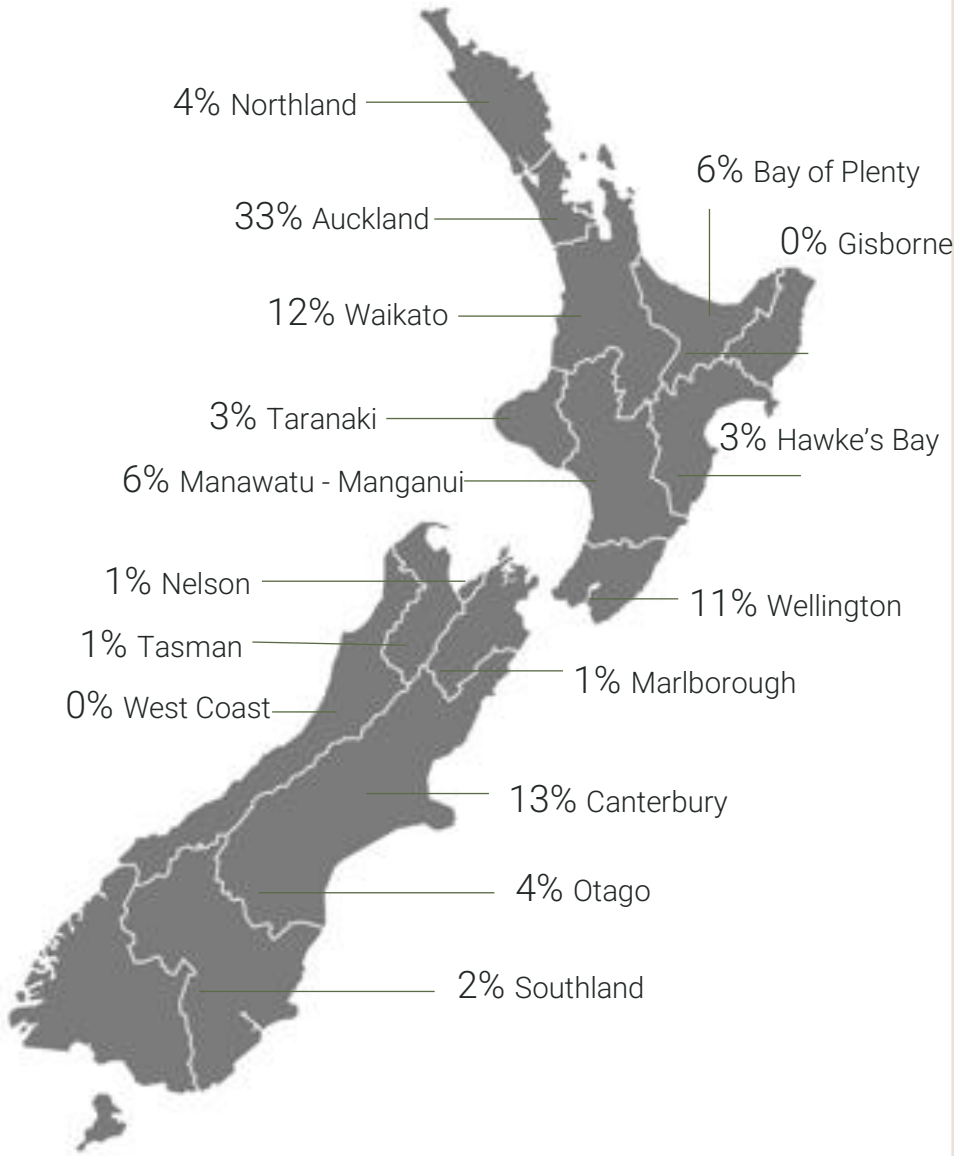 4% Northland
6% Bay of Plenty
33% Auckland
0% Gisborne
12% Waikato
3% Taranaki
3% Hawke's Bay
6% Manawatu - Manganui
1% Nelson
11% Wellington
1% Tasman
1% Marlborough
0% West Coast
13% Canterbury
4% Otago
2% Southland